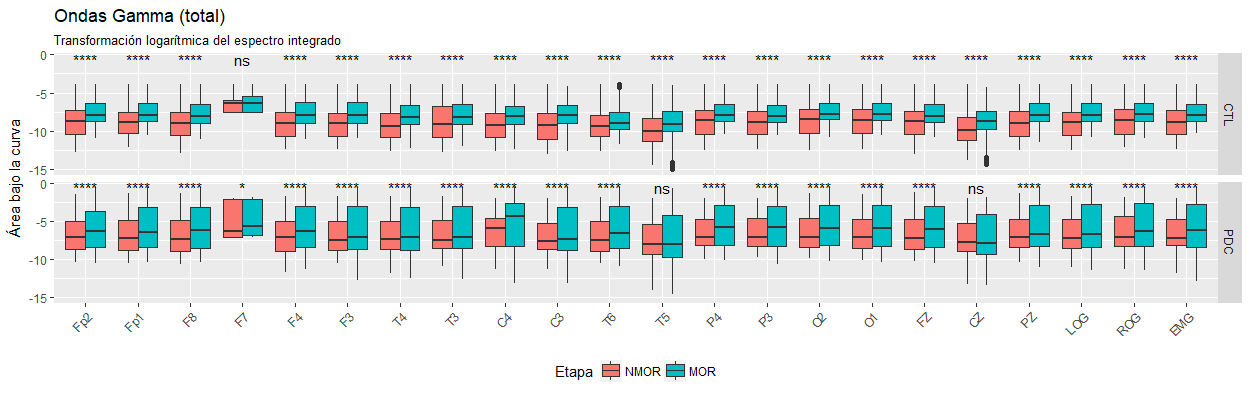 Ondas Gamma (total)
Transformación logarítmica del espectro integrado
Área bajo la curva
0 **** **** **** ns **** **** **** **** **** **** **** **** **** **** **** **** **** **** **** **** **** ****
-5
-10
-15
CTL
0 **** **** **** * **** **** **** **** **** **** **** ns **** **** **** **** **** ns **** **** **** ****
-5
-10
-15
PDC
Fp2 Fp1 F8 F7 F4 F3 T4 T3 C4 C3 T6 T5 P4 P3 O2 O1 FZ CZ PZ LOG ROG EMG
Etapa NMOR MOR